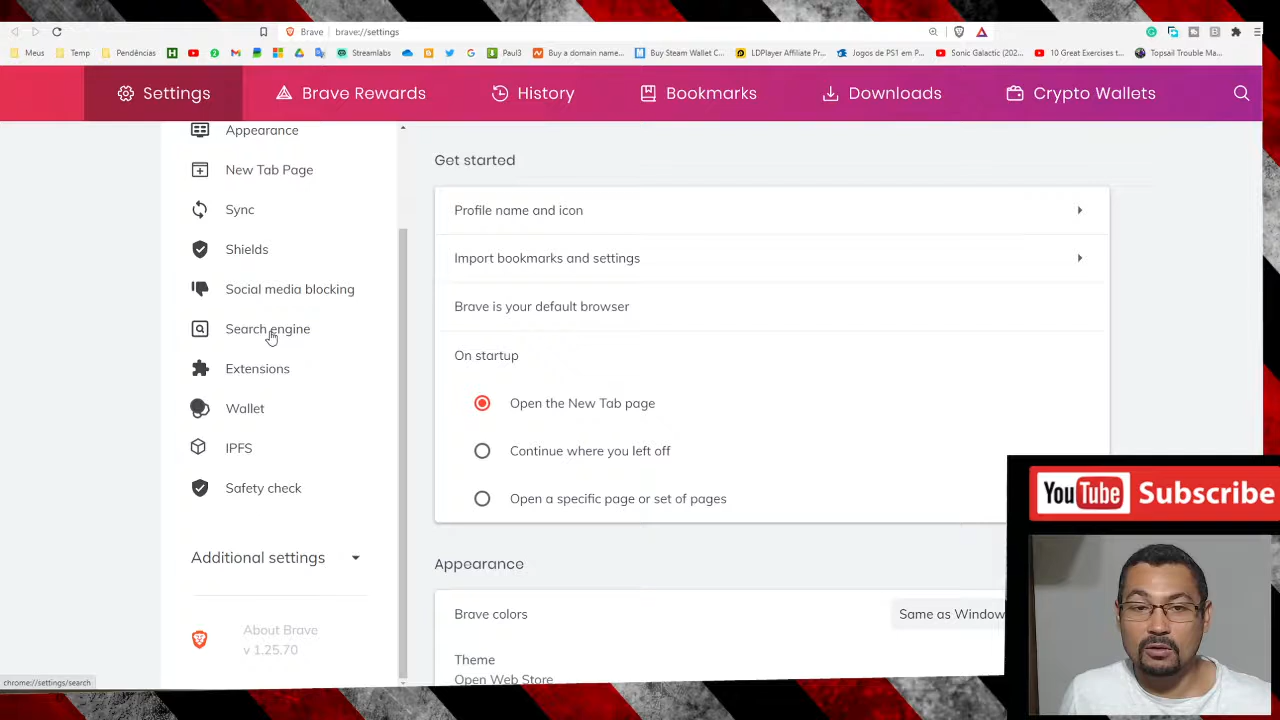 Brave
brave://settings
Meus
Temp
Pendências
Streamlabs
Paul3
Buy a domain name...
Buy Steam Wallet C...
LDPlayer Affiliate Pr...
Jogos de PS1 em P...
Sonic Galactic (202...
10 Great Exercises t...
Topsail Trouble Ma...
Settings
Brave Rewards
History
Bookmarks
Downloads
Crypto Wallets
Appearance
New Tab Page
Sync
Shields
Social media blocking
Search engine
Extensions
Wallet
IPFS
Safety check
Additional settings
About Brave
v 1.25.70
chrome://settings/search
Get started
Profile name and icon
Import bookmarks and settings
Brave is your default browser
On startup
Open the New Tab page
Continue where you left off
Open a specific page or set of pages
Appearance
Brave colors
Same as Window
Theme
Open Web Store
YouTube Subscribe